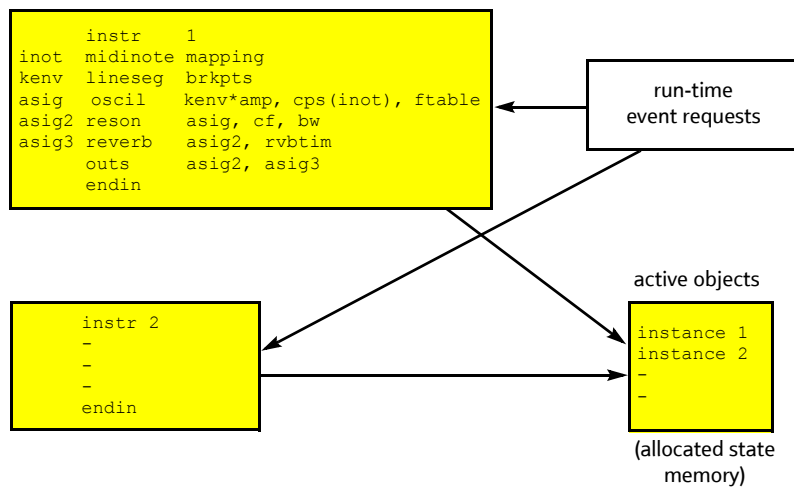 instr 1
inot midinote mapping
kenv lineseg brkpts
asig oscil kenv*amp, cps(inot), ftable
asig2 reson asig, cf, bw
asig3 reverb asig2, rvbtim
outs asig2, asig3
endin
run-time
event requests
instr 2
-
-
-
endin
active objects
instance 1
instance 2
-
-
(allocated state
memory)